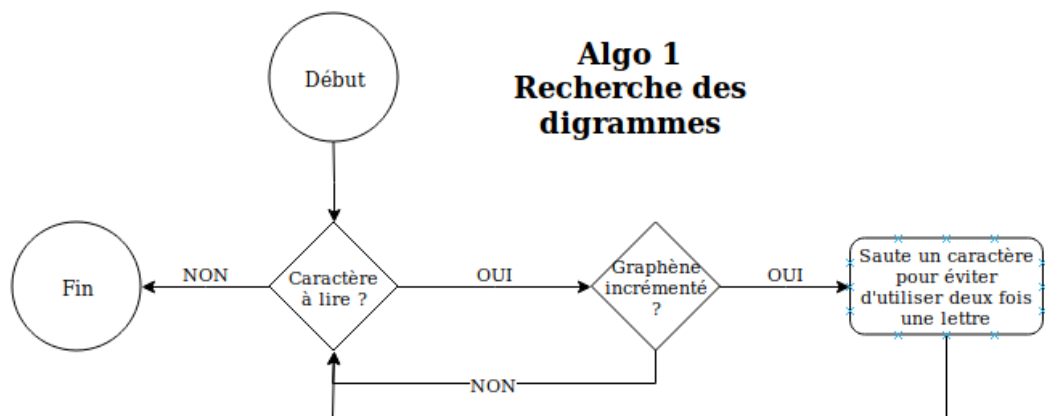 Algo 1
Recherche des
digrammes
Début
Fin
NON
Caractère
à lire ?
OUI
Graphène
incrémenté
?
OUI
Saute un caractère
pour éviter
d'utiliser deux fois
une lettre
NON